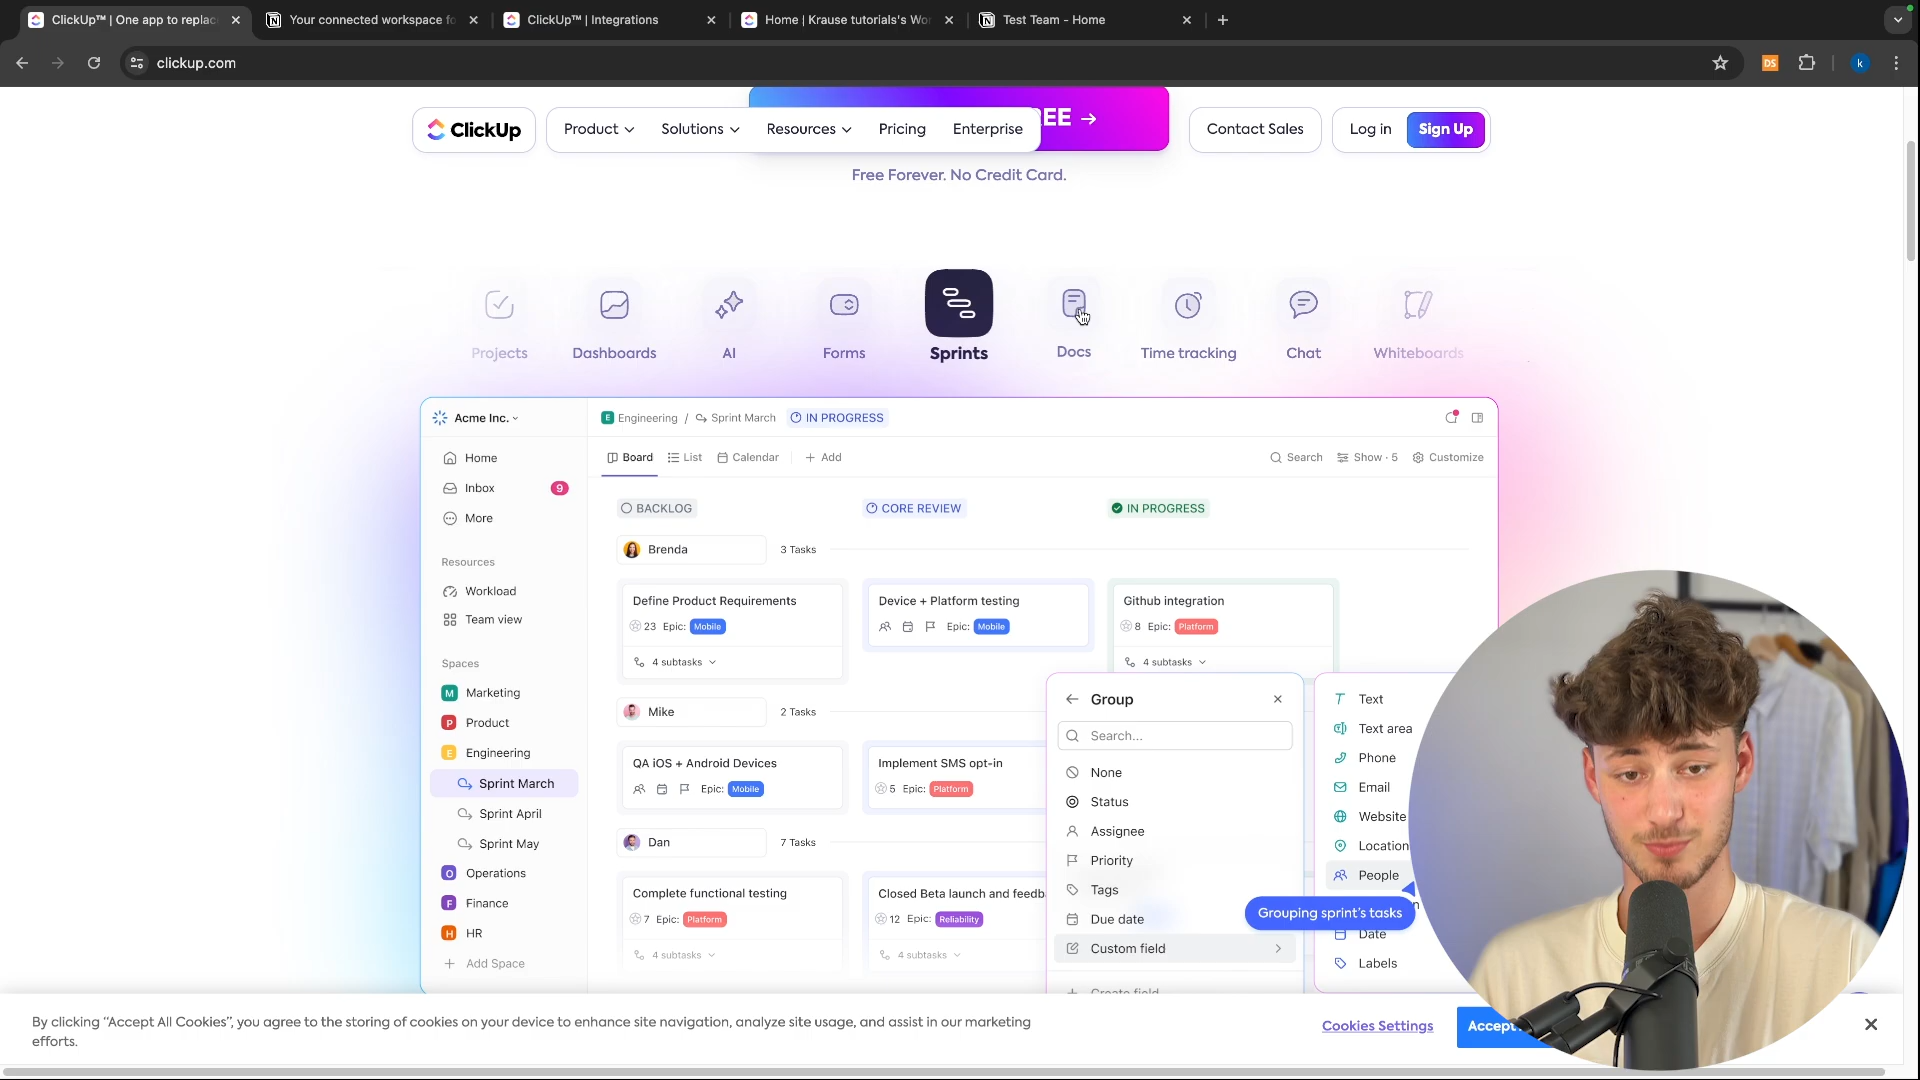 ClickUp™ | One app to replac
Your connected workspace fo
ClickUp™ | Integrations
Home | Krause tutorials's Wor
Test Team - Home
clickup.com
DS
k
ClickUp
Product
Solutions
Resources
Pricing
Enterprise
EE →
Contact Sales
Log in
Sign Up
Free Forever. No Credit Card.
Projects
Dashboards
AI
Forms
Sprints
Docs
Time tracking
Chat
Whiteboards
Acme Inc.
Engineering / Sprint March
IN PROGRESS
Home
Inbox 9
More
Resources
Workload
Team view
Spaces
M Marketing
P Product
E Engineering
Sprint March
Sprint April
Sprint May
O Operations
F Finance
H HR
+ Add Space
Board
List
Calendar
+ Add
Search
Show · 5
Customize
BACKLOG
CORE REVIEW
IN PROGRESS
Brenda
3 Tasks
Define Product Requirements
23 Epic: Mobile
4 subtasks
Device + Platform testing
Epic: Mobile
Github integration
8 Epic: Platform
4 subtasks
Mike
2 Tasks
QA iOS + Android Devices
Epic: Mobile
Implement SMS opt-in
5 Epic: Platform
Dan
7 Tasks
Complete functional testing
7 Epic: Platform
4 subtasks
Closed Beta launch and feedb
12 Epic: Reliability
4 subtasks
Group
Search...
None
Status
Assignee
Priority
Tags
Due date
Custom field
Create field
Text
Text area
Phone
Email
Website
Location
People
Grouping sprint's tasks
Date
Labels
By clicking “Accept All Cookies”, you agree to the storing of cookies on your device to enhance site navigation, analyze site usage, and assist in our marketing
efforts.
Cookies Settings
Accept